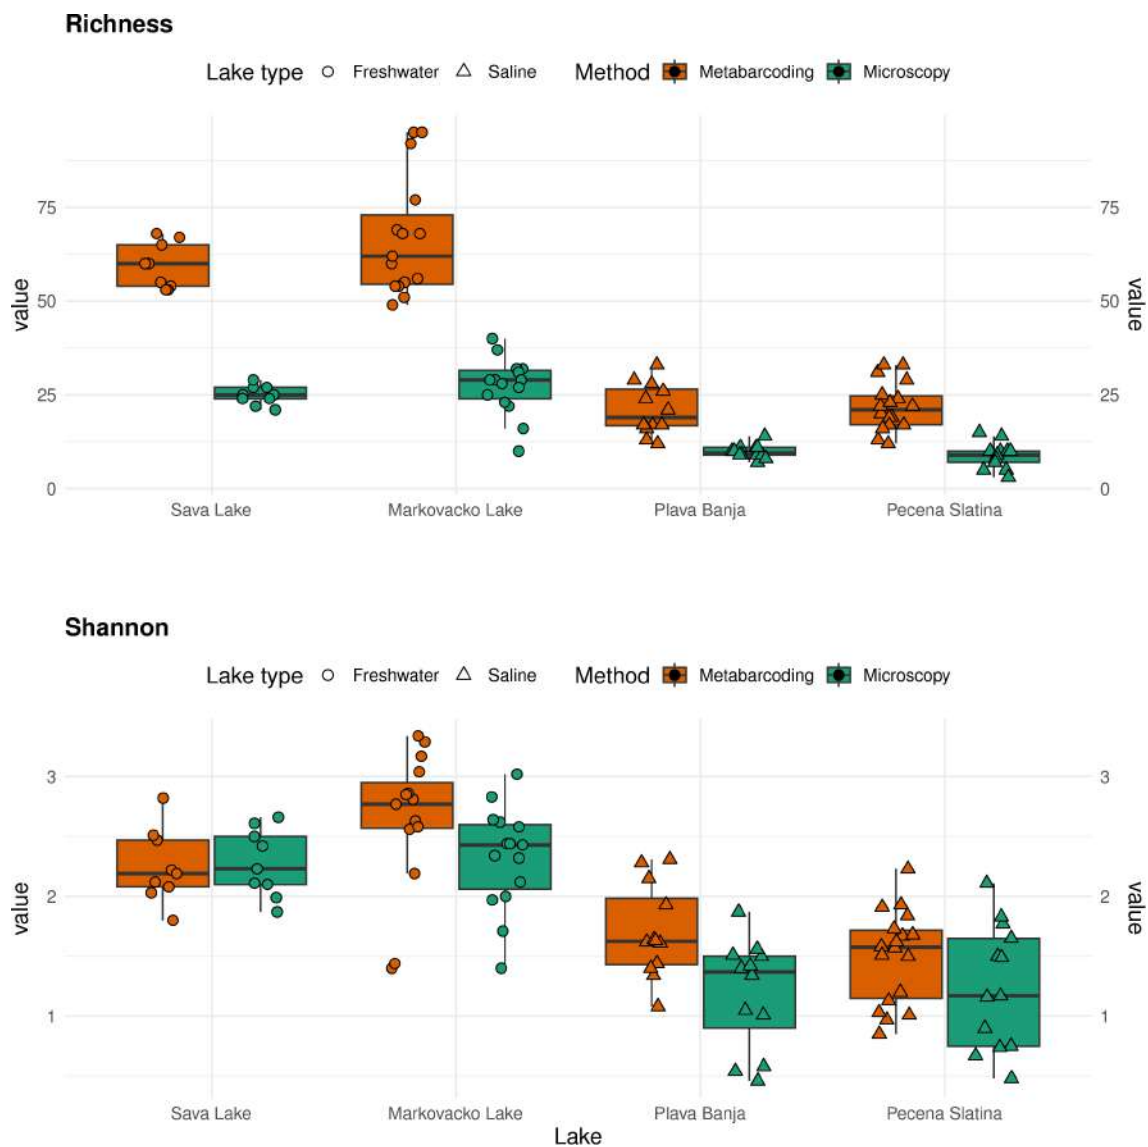 Richness
Lake type Freshwater Saline Method Metabarcoding Microscopy
75 75
50 50
value value
25 25
0 0
Sava Lake Markovacko Lake Plava Banja Pecena Slatina
Shannon
Lake type Freshwater Saline Method Metabarcoding Microscopy
3 3
2 2
value value
1 1
Sava Lake Markovacko Lake Plava Banja Pecena Slatina
Lake